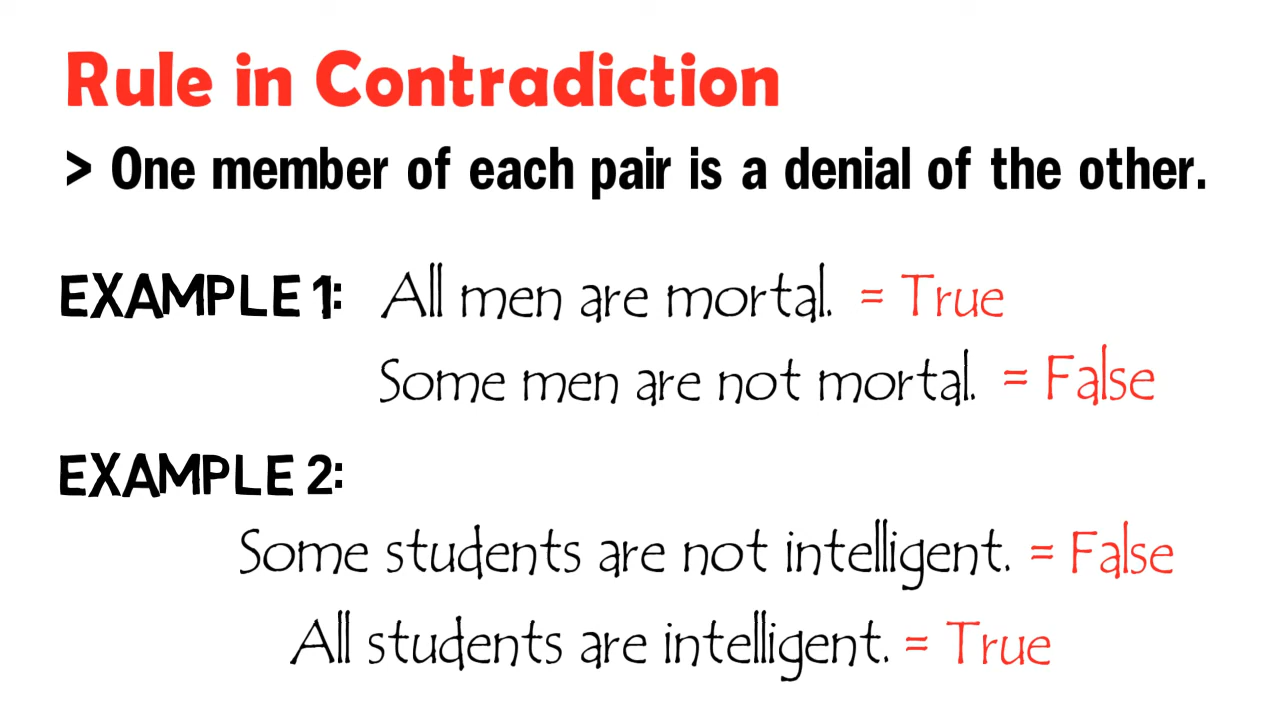 Rule in Contradiction
> One member of each pair is a denial of the other.
EXAMPLE 1: All men are mortal. = True
Some men are not mortal. = False
EXAMPLE 2:
Some students are not intelligent. = False
All students are intelligent. = True